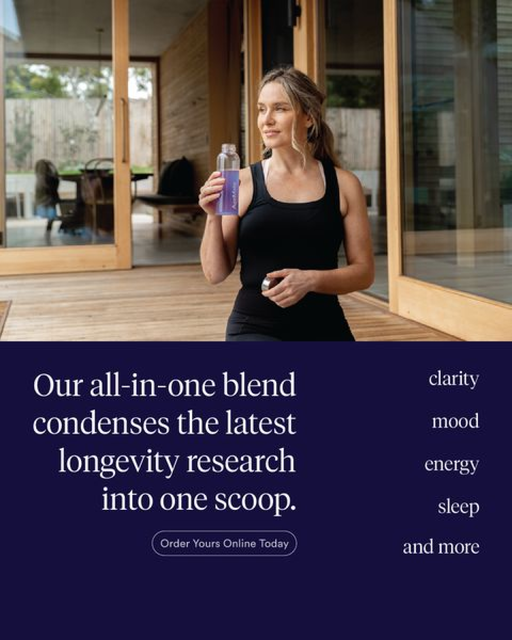 Our all-in-one blend
condenses the latest
longevity research
into one scoop.
Order Yours Online Today
clarity
mood
energy
sleep
and more